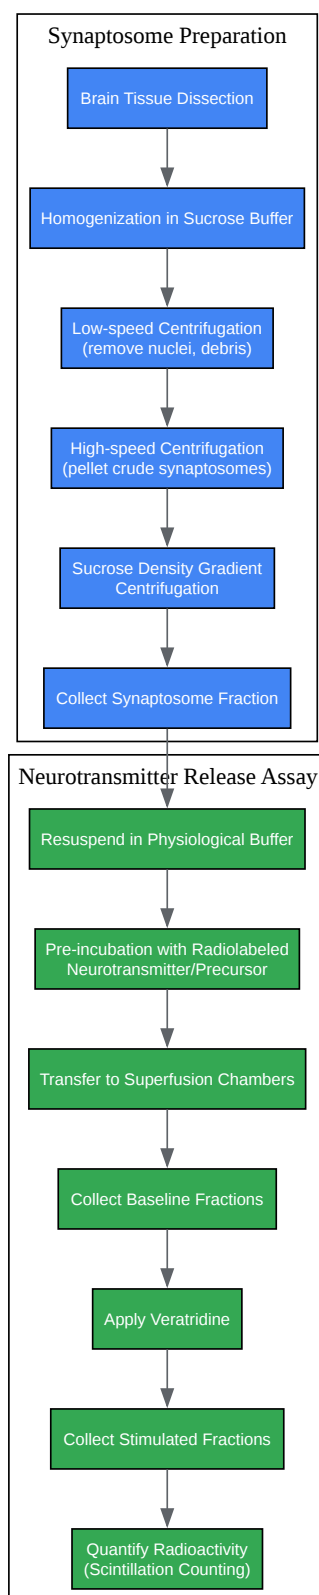 Synaptosome Preparation
Brain Tissue Dissection
Homogenization in Sucrose Buffer
Low-speed Centrifugation
(remove nuclei, debris)
High-speed Centrifugation
(pellet crude synaptosomes)
Sucrose Density Gradient
Centrifugation
Collect Synaptosome Fraction
Neurotransmitter Release Assay
Resuspend in Physiological Buffer
Pre-incubation with Radiolabeled
Neurotransmitter/Precursor
Transfer to Superfusion Chambers
Collect Baseline Fractions
Apply Veratridine
Collect Stimulated Fractions
Quantify Radioactivity
(Scintillation Counting)